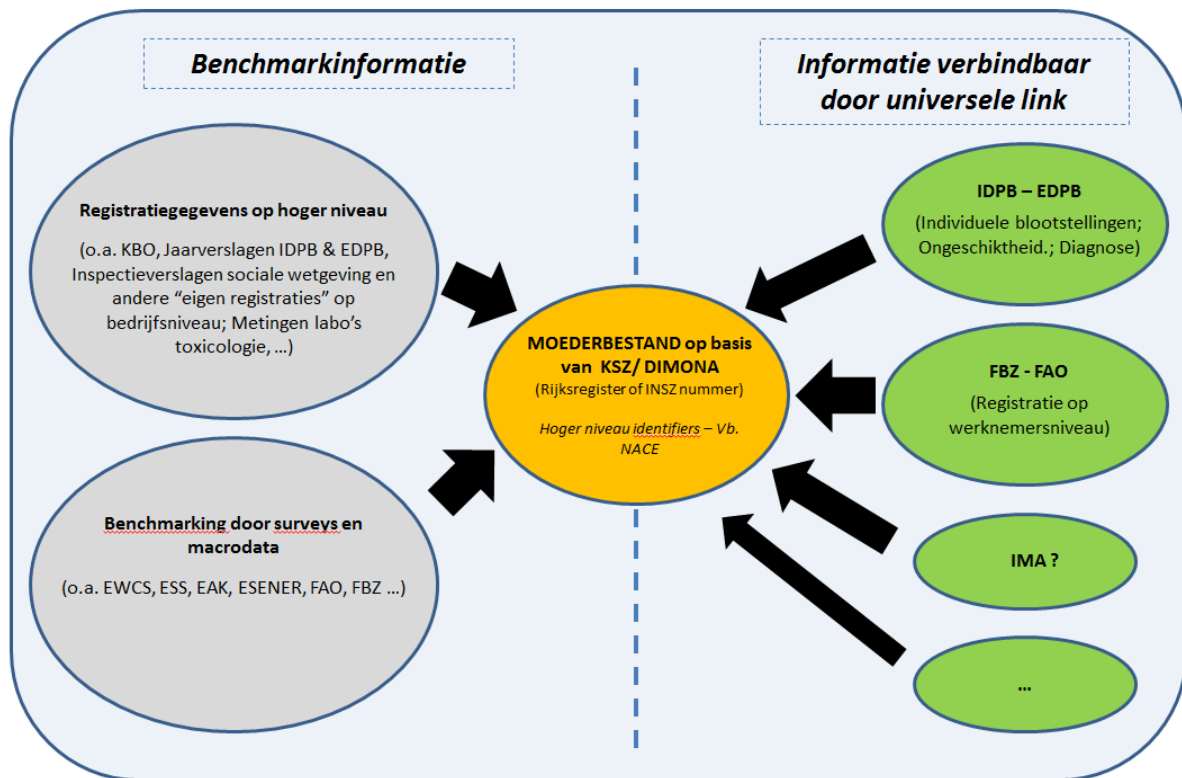 Benchmarkinformatie
Informatie verbindbaar
door universele link
Registratiegegevens op hoger niveau
(o.a. KBO, Jaarverslagen IDPB & EDPB,
Inspectieverslagen sociale wetgeving en
andere “eigen registraties” op
bedrijfsniveau; Metingen labo’s
toxicologie, …)
Benchmarking door surveys en
macrodata
(o.a. EWCS, ESS, EAK, ESENER, FAO, FBZ …)
MOEDERBESTAND op basis
van KSZ/ DIMONA
(Rijksregister of INSZ nummer)
Hoger niveau identifiers – Vb.
NACE
IDPB – EDPB
(Individuele blootstellingen;
Ongeschiktheid.; Diagnose)
FBZ - FAO
(Registratie op
werknemersniveau)
IMA ?
…